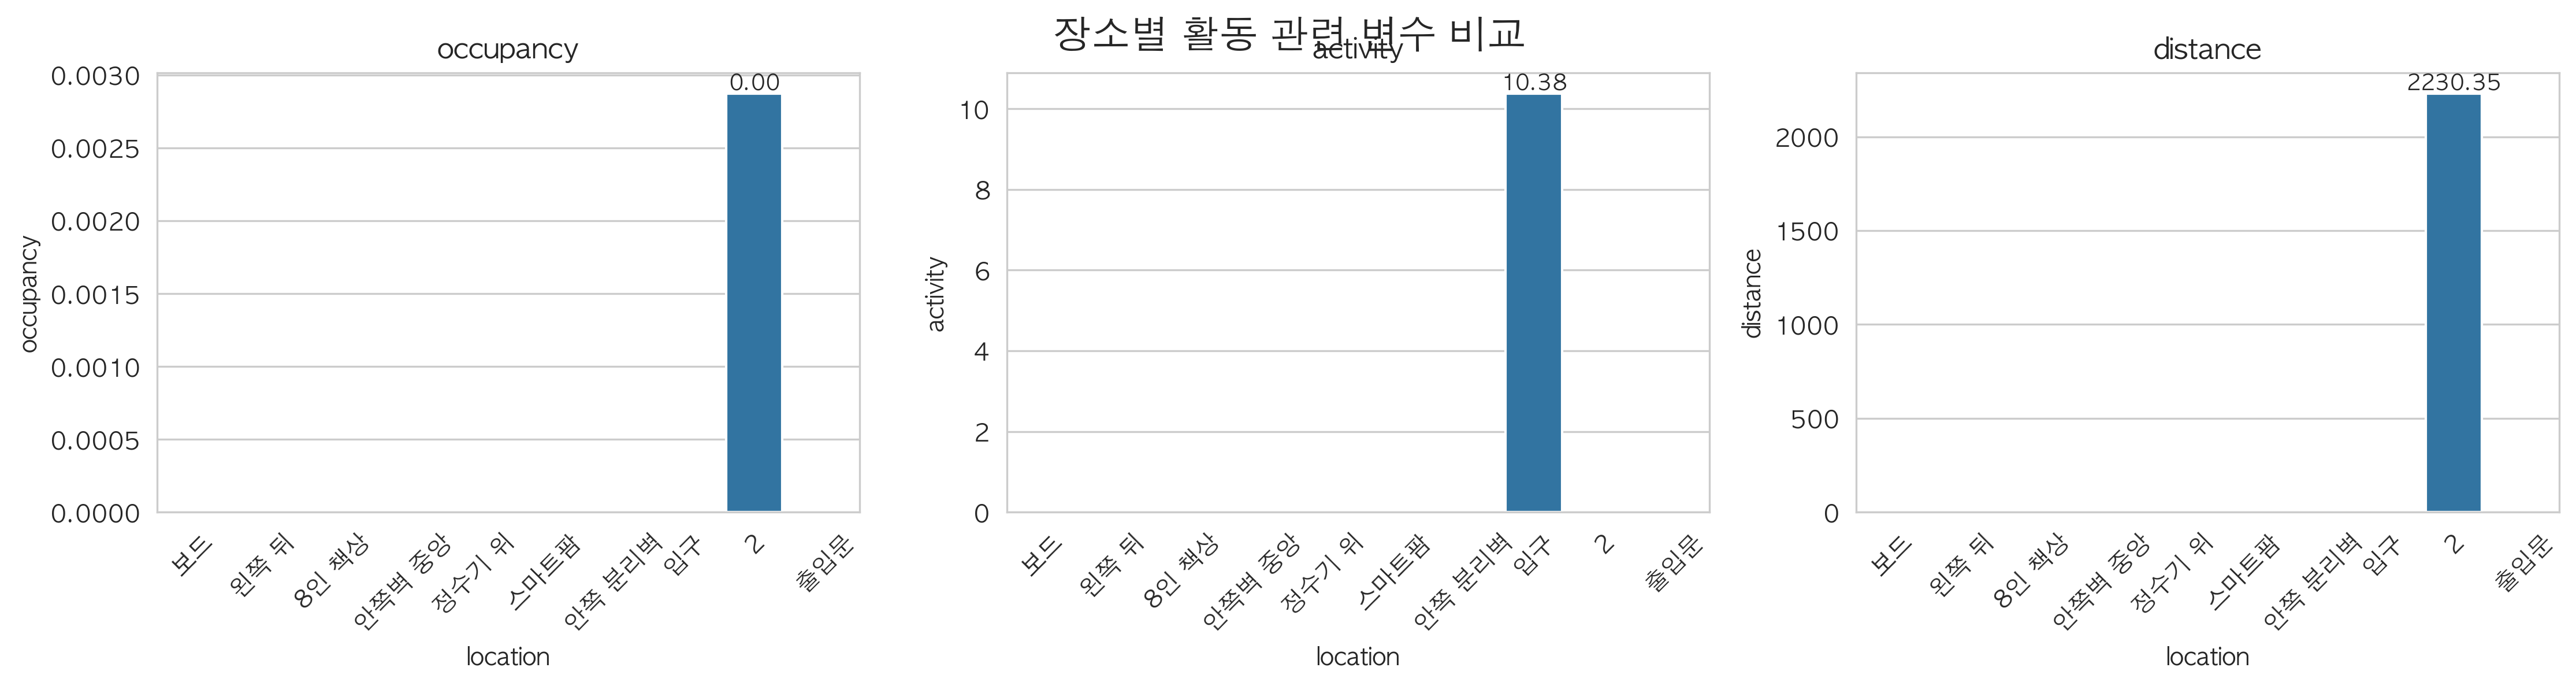 장소별 활동 관련 변수 비교
occupancy
0.0030
0.0025
0.0020
0.0015
0.0010
0.0005
0.0000
occupancy
0.00
보드
왼쪽 뒤
8인 책상
안쪽벽 중앙
정수기 위
스마트팜
안쪽 분리벽
입구
2
출입문
location
activity
10
8
6
4
2
0
activity
10.38
보드
왼쪽 뒤
8인 책상
안쪽벽 중앙
정수기 위
스마트팜
안쪽 분리벽
입구
2
출입문
location
distance
2000
1500
1000
500
0
distance
2230.35
보드
왼쪽 뒤
8인 책상
안쪽벽 중앙
정수기 위
스마트팜
안쪽 분리벽
입구
2
출입문
location